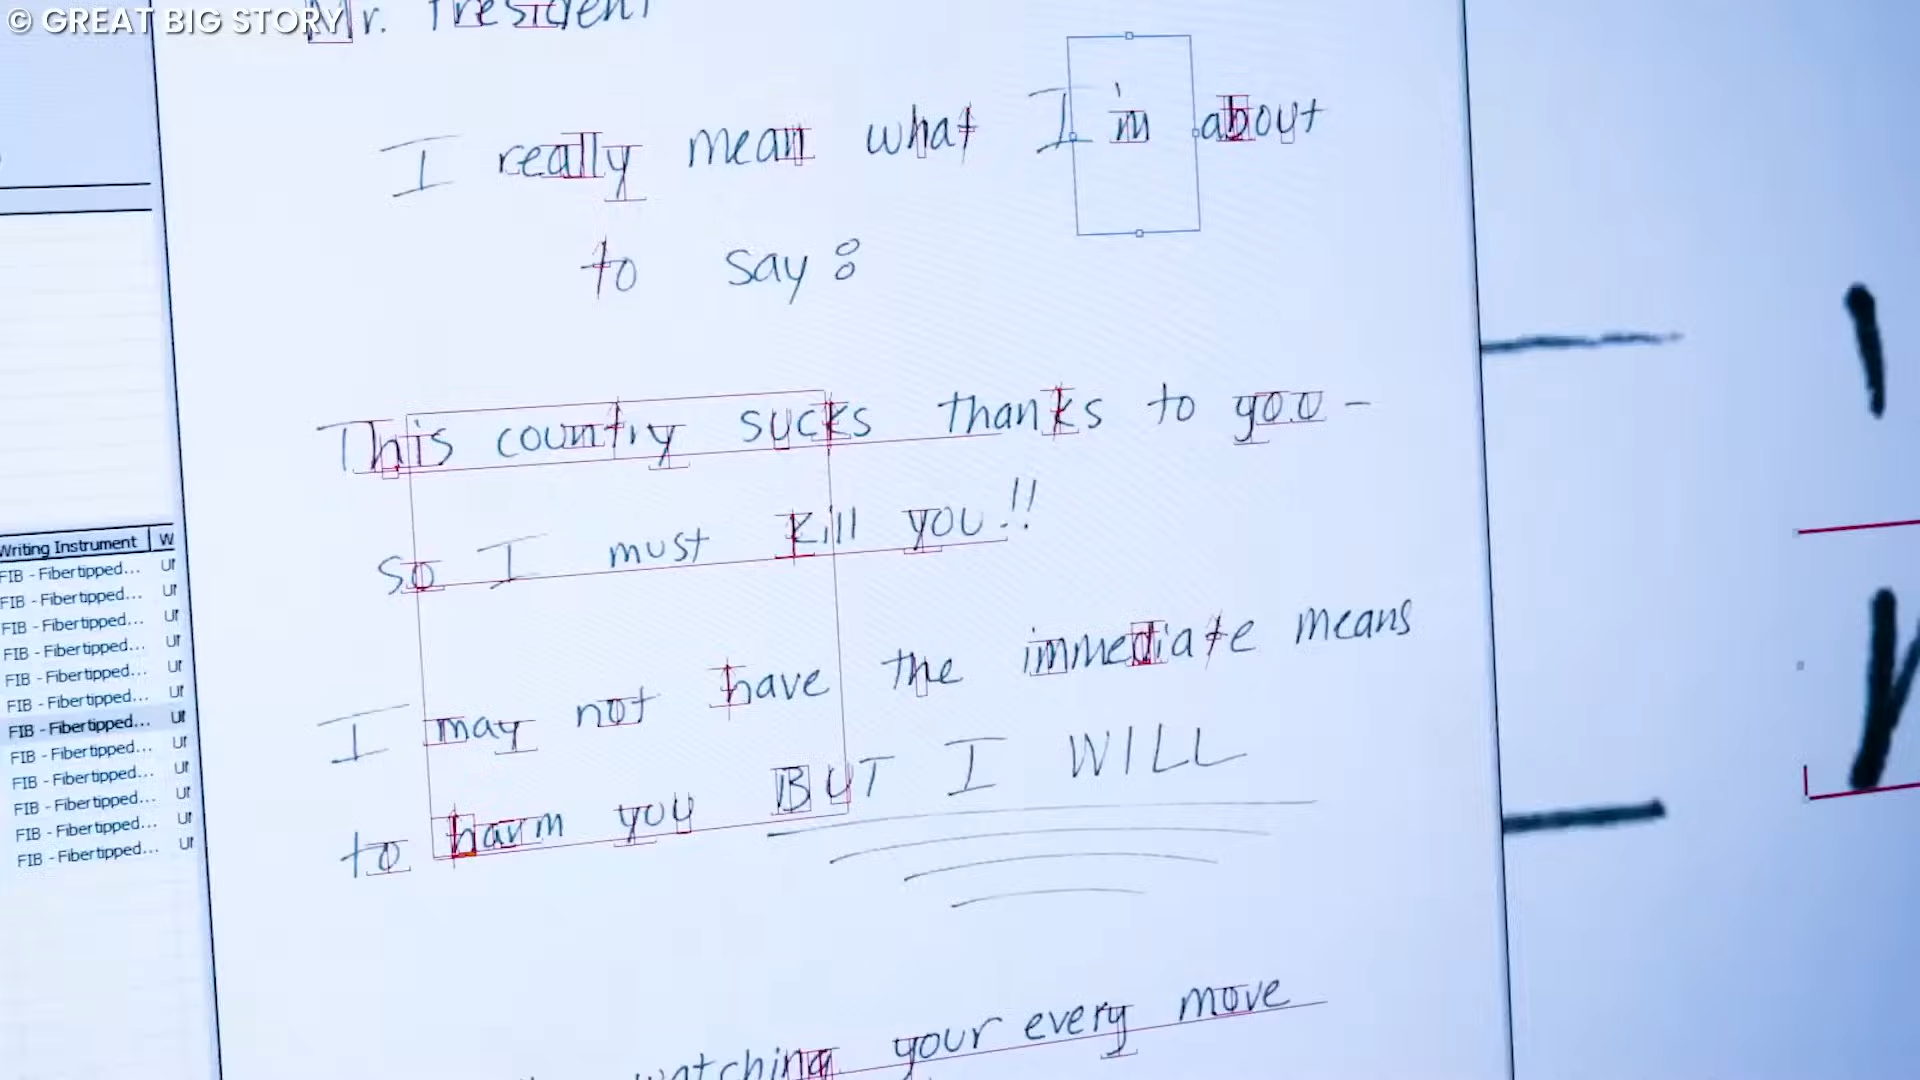 © GREAT BIG STORY
Mr. President
I really mean what I'm about
to say:
This country sucks thanks to you -
so I must kill you!!
I may not have the immediate means
to harm you BUT I WILL
watching your every move
Writing Instrument W
FIB - Fibertipped...
FIB - Fibertipped...
FIB - Fibertipped...
FIB - Fibertipped...
FIB - Fibertipped...
FIB - Fibertipped...
FIB - Fibertipped...
FIB - Fibertipped...
FIB - Fibertipped...
FIB - Fibertipped...
FIB - Fibertipped...
FIB - Fibertipped...